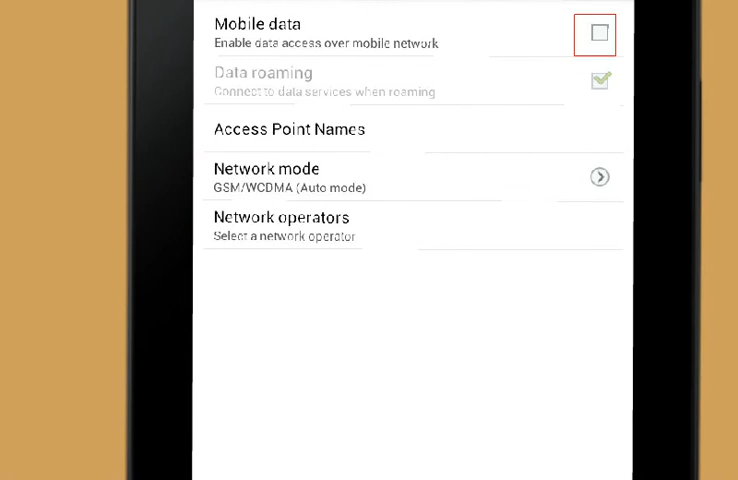 Mobile data
Enable data access over mobile network
Data roaming
Connect to data services when roaming
Access Point Names
Network mode
GSM/WCDMA (Auto mode)
Network operators
Select a network operator